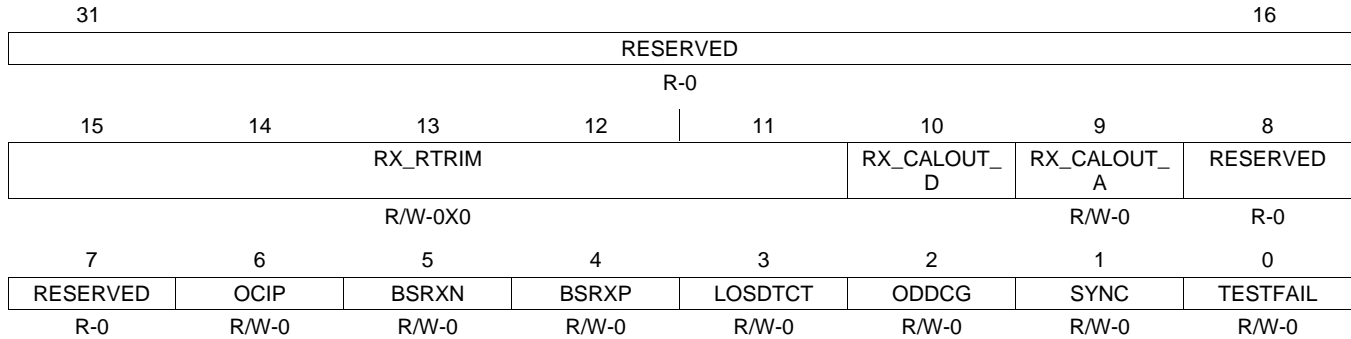 31 16
RESERVED
R-0
15 14 13 12 11 10 9 8
RX_RTRIM RX_CALOUT_ RX_CALOUT_ RESERVED
D A
R/W-0X0 R/W-0 R-0
7 6 5 4 3 2 1 0
RESERVED OCIP BSRXN BSRXP LOSDTCT ODDCG SYNC TESTFAIL
R-0 R/W-0 R/W-0 R/W-0 R/W-0 R/W-0 R/W-0 R/W-0